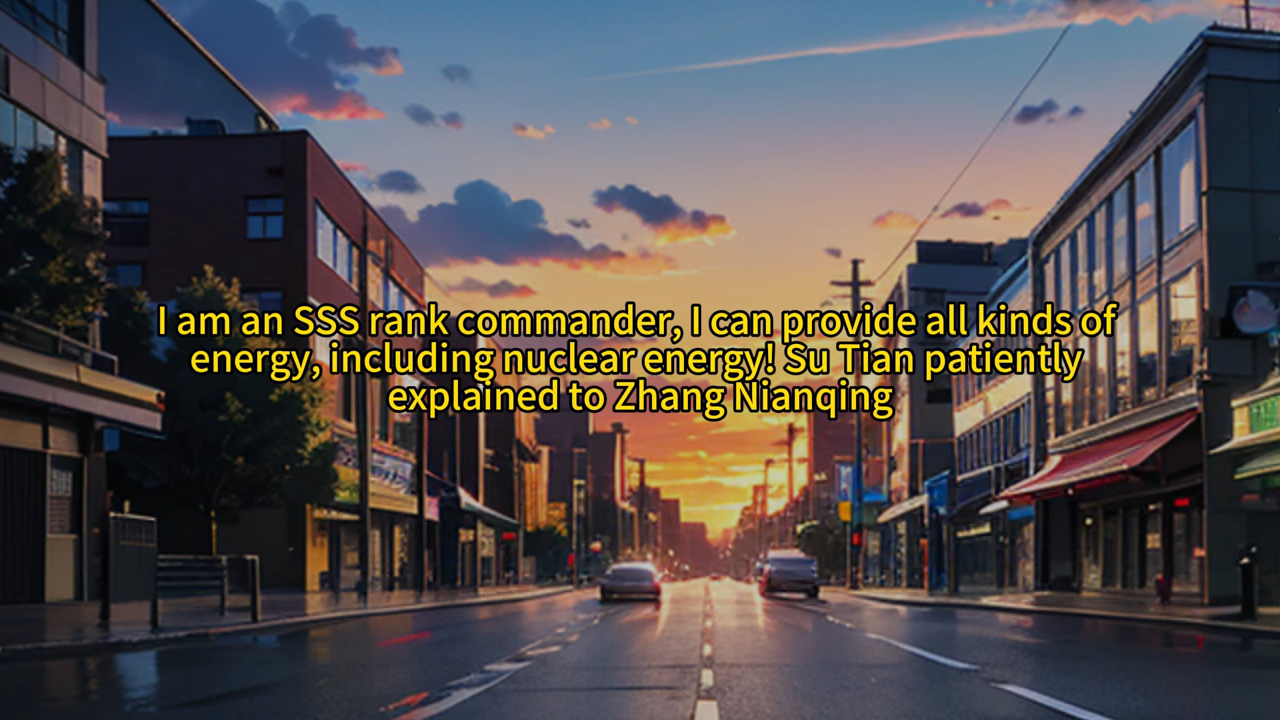 I am an SSS rank commander, I can provide all kinds of
energy, including nuclear energy! Su Tian patiently
explained to Zhang Nianqing